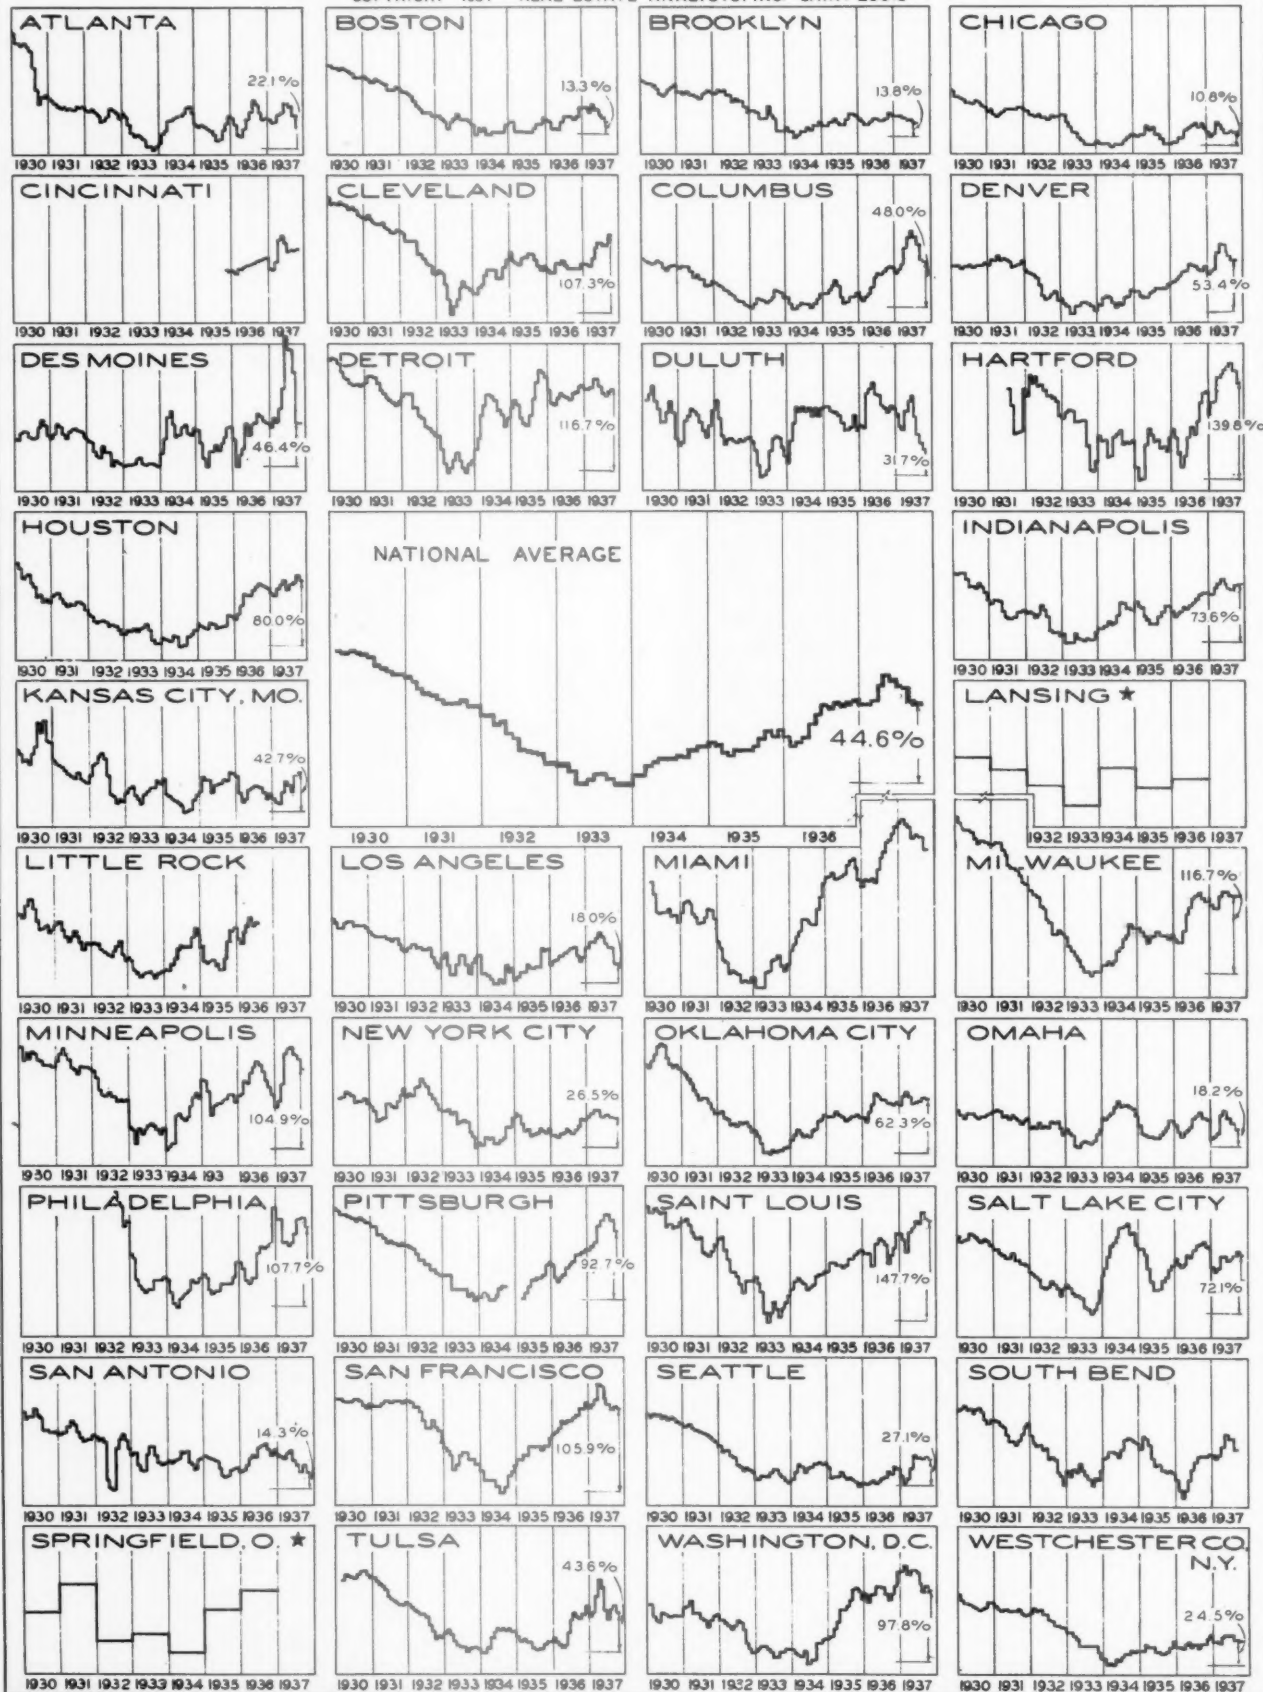 ATLANTA
22.1%
1930 1931 1932 1933 1934 1935 1936 1937
BOSTON
13.3%
1930 1931 1932 1933 1934 1935 1936 1937
BROOKLYN
13.8%
1930 1931 1932 1933 1934 1935 1936 1937
CHICAGO
10.8%
1930 1931 1932 1933 1934 1935 1936 1937
CINCINNATI
1930 1931 1932 1933 1934 1935 1936 1937
CLEVELAND
107.3%
1930 1931 1932 1933 1934 1935 1936 1937
COLUMBUS
48.0%
1930 1931 1932 1933 1934 1935 1936 1937
DENVER
53.4%
1930 1931 1932 1933 1934 1935 1936 1937
DES MOINES
46.4%
1930 1931 1932 1933 1934 1935 1936 1937
DETROIT
116.7%
1930 1931 1932 1933 1934 1935 1936 1937
DULUTH
31.7%
1930 1931 1932 1933 1934 1935 1936 1937
HARTFORD
139.8%
1930 1931 1932 1933 1934 1935 1936 1937
HOUSTON
80.0%
1930 1931 1932 1933 1934 1935 1936 1937
NATIONAL AVERAGE
44.6%
1930 1931 1932 1933 1934 1935 1936
INDIANAPOLIS
73.6%
1930 1931 1932 1933 1934 1935 1936 1937
KANSAS CITY, MO.
42.7%
1930 1931 1932 1933 1934 1935 1936 1937
LANSING ★
1932 1933 1934 1935 1936 1937
LITTLE ROCK
1930 1931 1932 1933 1934 1935 1936 1937
LOS ANGELES
18.0%
1930 1931 1932 1933 1934 1935 1936 1937
MIAMI
1930 1931 1932 1933 1934 1935 1936 1937
MILWAUKEE
116.7%
1930 1931 1932 1933 1934 1935 1936 1937
MINNEAPOLIS
104.9%
1930 1931 1932 1933 1934 193 1936 1937
NEW YORK CITY
26.5%
1930 1931 1932 1933 1934 1935 1936 1937
OKLAHOMA CITY
62.3%
1930 1931 1932 1933 1934 1935 1936 1937
OMAHA
18.2%
1930 1931 1932 1933 1934 1935 1936 1937
PHILADELPHIA
107.7%
1930 1931 1932 1933 1934 1935 1936 1937
PITTSBURGH
92.7%
1930 1931 1932 1933 1934 1935 1936 1937
SAINT LOUIS
147.7%
1930 1931 1932 1933 1934 1935 1936 1937
SALT LAKE CITY
72.1%
1930 1931 1932 1933 1934 1935 1936 1937
SAN ANTONIO
14.3%
1930 1931 1932 1933 1934 1935 1936 1937
SAN FRANCISCO
105.9%
1930 1931 1932 1933 1934 1935 1936 1937
SEATTLE
27.1%
1930 1931 1932 1933 1934 1935 1936 1937
SOUTH BEND
1930 1931 1932 1933 1934 1935 1936 1937
SPRINGFIELD, O. ★
1930 1931 1932 1933 1934 1935 1936 1937
TULSA
43.6%
1930 1931 1932 1933 1934 1935 1936 1937
WASHINGTON, D.C.
97.8%
1930 1931 1932 1933 1934 1935 1936 1937
WESTCHESTER CO.
N.Y.
24.5%
1930 1931 1932 1933 1934 1935 1936 1937